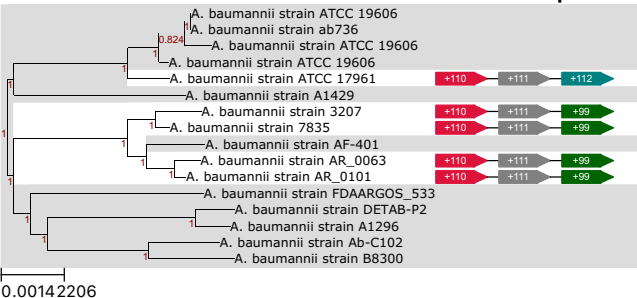 A. baumannii strain ATCC 19606
A. baumannii strain ab736
1
0.824
A. baumannii strain ATCC 19606
1
A. baumannii strain ATCC 19606
1
A. baumannii strain ATCC 17961 +110 +111 +112
1
A. baumannii strain A1429
A. baumannii strain 3207 +110 +111 +99
1
A. baumannii strain 7835 +110 +111 +99
1
1
A. baumannii strain AF-401
A. baumannii strain AR_0063 +110 +111 +99
1
1
1
A. baumannii strain AR_0101 +110 +111 +99
A. baumannii strain FDAARGOS_533
A. baumannii strain DETAB-P2
1
1
A. baumannii strain A1296
1
A. baumannii strain Ab-C102
1
A. baumannii strain B8300
0.00142206